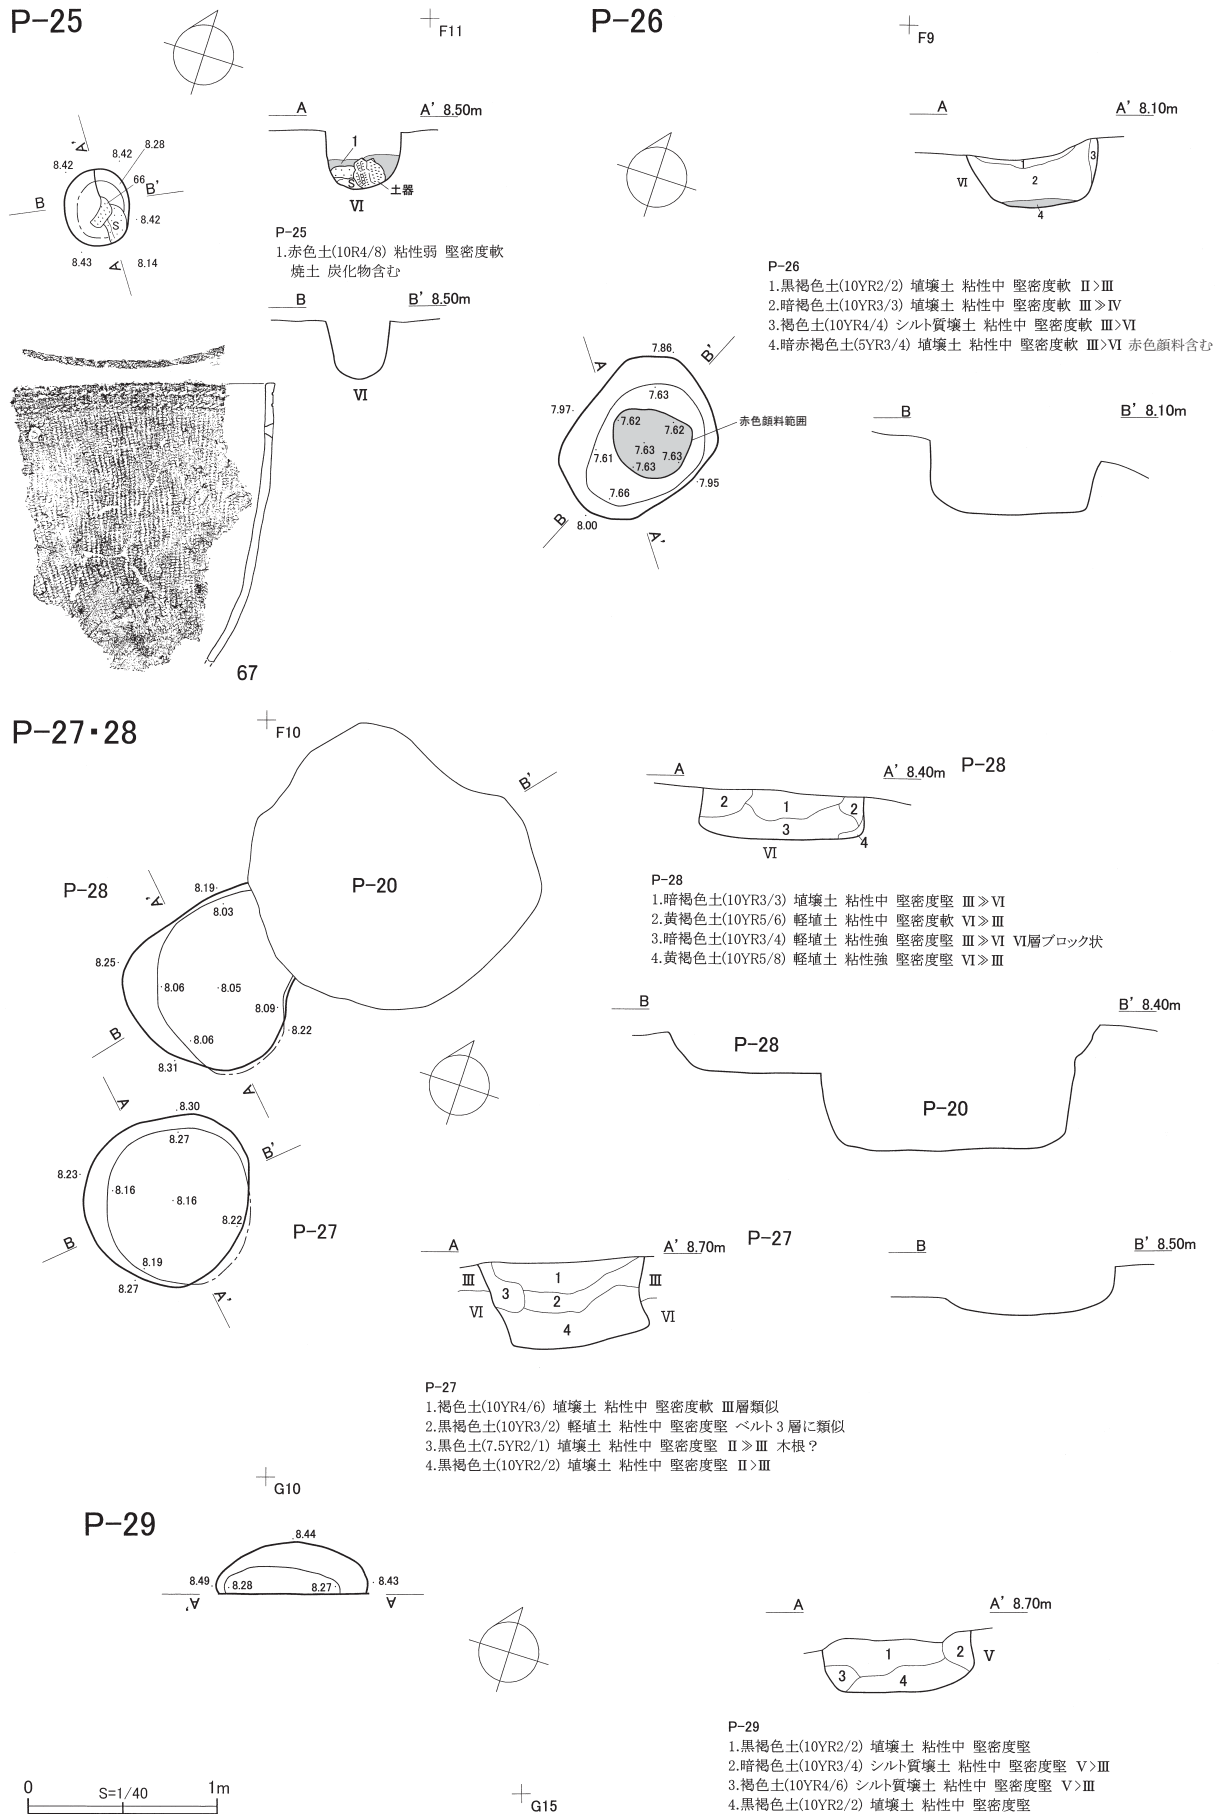 P-25
F11
A A' 8.50m
1
S
土器
Ⅵ
A'
8.42
8.42
8.28
66
B
B'
S
8.42
8.43
A
8.14
P-25
1.赤色土(10R4/8) 粘性弱 堅密度軟
焼土 炭化物含む
B B' 8.50m
Ⅵ
67
P-26
F9
A A' 8.10m
Ⅵ
1
2
3
4
P-26
1.黒褐色土(10YR2/2) 埴壌土 粘性中 堅密度軟 Ⅱ>Ⅲ
2.暗褐色土(10YR3/3) 埴壌土 粘性中 堅密度軟 Ⅲ≫Ⅳ
3.褐色土(10YR4/4) シルト質壌土 粘性中 堅密度軟 Ⅲ>Ⅵ
4.暗赤褐色土(5YR3/4) 埴壌土 粘性中 堅密度軟 Ⅲ>Ⅵ 赤色顔料含む
A
7.86
B'
7.63
7.97
7.62
7.62
赤色顔料範囲
7.63
7.61
7.63
7.63
7.66
7.95
B
8.00
A'
B B' 8.10m
P-27・28
F10
B'
P-20
P-28
A'
8.19
8.03
8.25
8.06
8.05
8.09
8.22
B
8.06
8.31
A
A
8.30
8.27
B'
8.23
8.16
8.16
8.22
B
8.19
8.27
A'
P-27
A A' 8.40m P-28
2
1
2
3
4
Ⅵ
P-28
1.暗褐色土(10YR3/3) 埴壌土 粘性中 堅密度堅 Ⅲ≫Ⅵ
2.黄褐色土(10YR5/6) 軽埴土 粘性中 堅密度軟 Ⅵ≫Ⅲ
3.暗褐色土(10YR3/4) 軽埴土 粘性強 堅密度堅 Ⅲ≫Ⅵ Ⅵ層ブロック状
4.黄褐色土(10YR5/8) 軽埴土 粘性強 堅密度堅 Ⅵ≫Ⅲ
B B' 8.40m
P-28
P-20
A A' 8.70m P-27
Ⅲ
1
Ⅲ
3
2
Ⅵ
Ⅵ
4
B B' 8.50m
P-27
1.褐色土(10YR4/6) 埴壌土 粘性中 堅密度軟 Ⅲ層類似
2.黒褐色土(10YR3/2) 軽埴土 粘性中 堅密度堅 ベルト3層に類似
3.黒色土(7.5YR2/1) 埴壌土 粘性中 堅密度堅 Ⅱ≫Ⅲ 木根？
4.黒褐色土(10YR2/2) 埴壌土 粘性中 堅密度堅 Ⅱ>Ⅲ
G10
P-29
8.44
8.49
8.28
8.27
8.43
A'
A
A A' 8.70m
1
2
Ⅴ
3
4
P-29
1.黒褐色土(10YR2/2) 埴壌土 粘性中 堅密度堅
2.暗褐色土(10YR3/4) シルト質壌土 粘性中 堅密度堅 Ⅴ>Ⅲ
3.褐色土(10YR4/6) シルト質壌土 粘性中 堅密度堅 Ⅴ>Ⅲ
4.黒褐色土(10YR2/2) 埴壌土 粘性中 堅密度堅
0 S=1/40 1m
G15